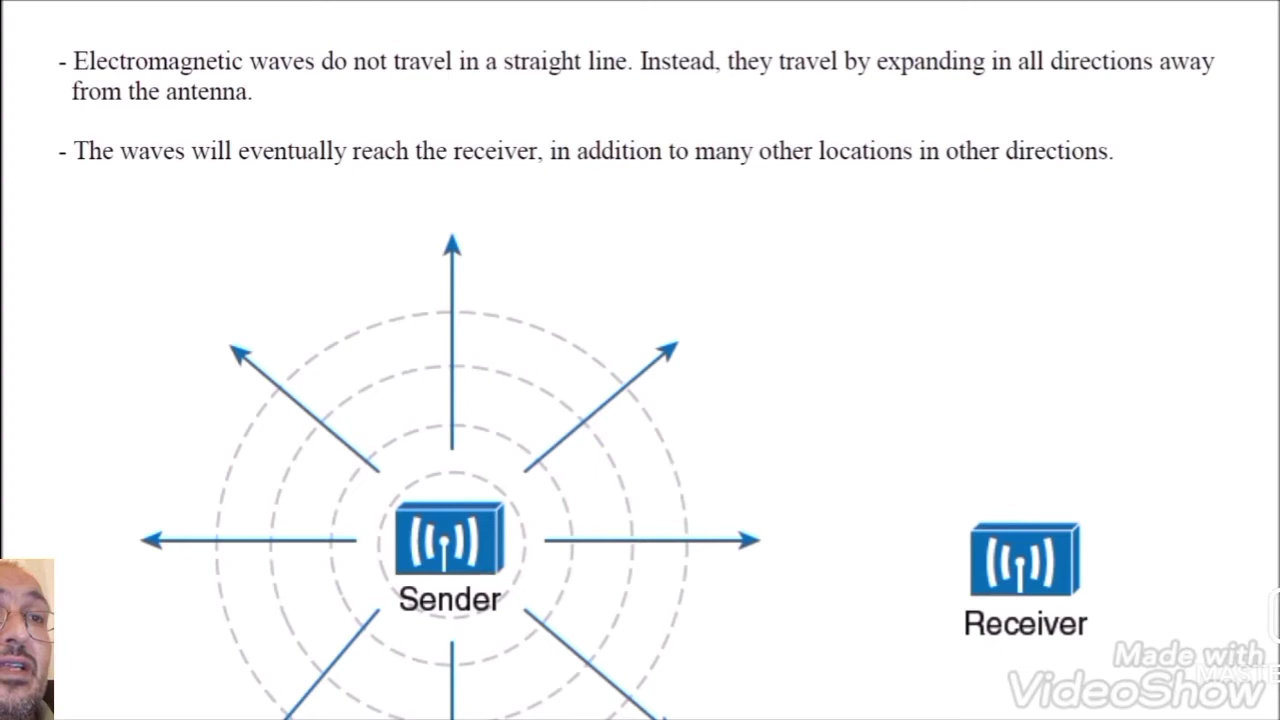 - Electromagnetic waves do not travel in a straight line. Instead, they travel by expanding in all directions away
from the antenna.
- The waves will eventually reach the receiver, in addition to many other locations in other directions.
Sender
Receiver
Made with
VideoShow